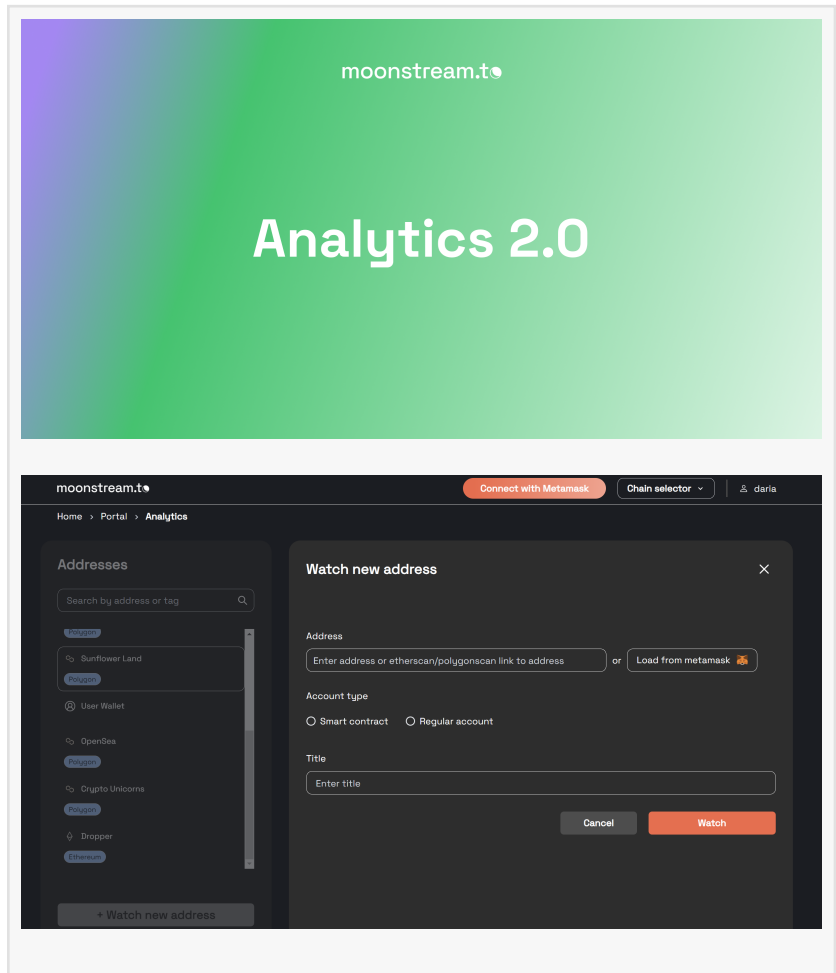 moonstream.to
Analytics 2.0
moonstream.to
Connect with Metamask
Chain selector
daria
Home > Portal > Analytics
Addresses
Search by address or tag
Polygon
Sunflower Land
Polygon
User Wallet
OpenSea
Polygon
Crypto Unicorns
Polygon
Dropper
Ethereum
+ Watch new address
Watch new address
Address
Enter address or etherscan/polygonscan link to address
or
Load from metamask
Account type
Smart contract
Regular account
Title
Enter title
Cancel
Watch